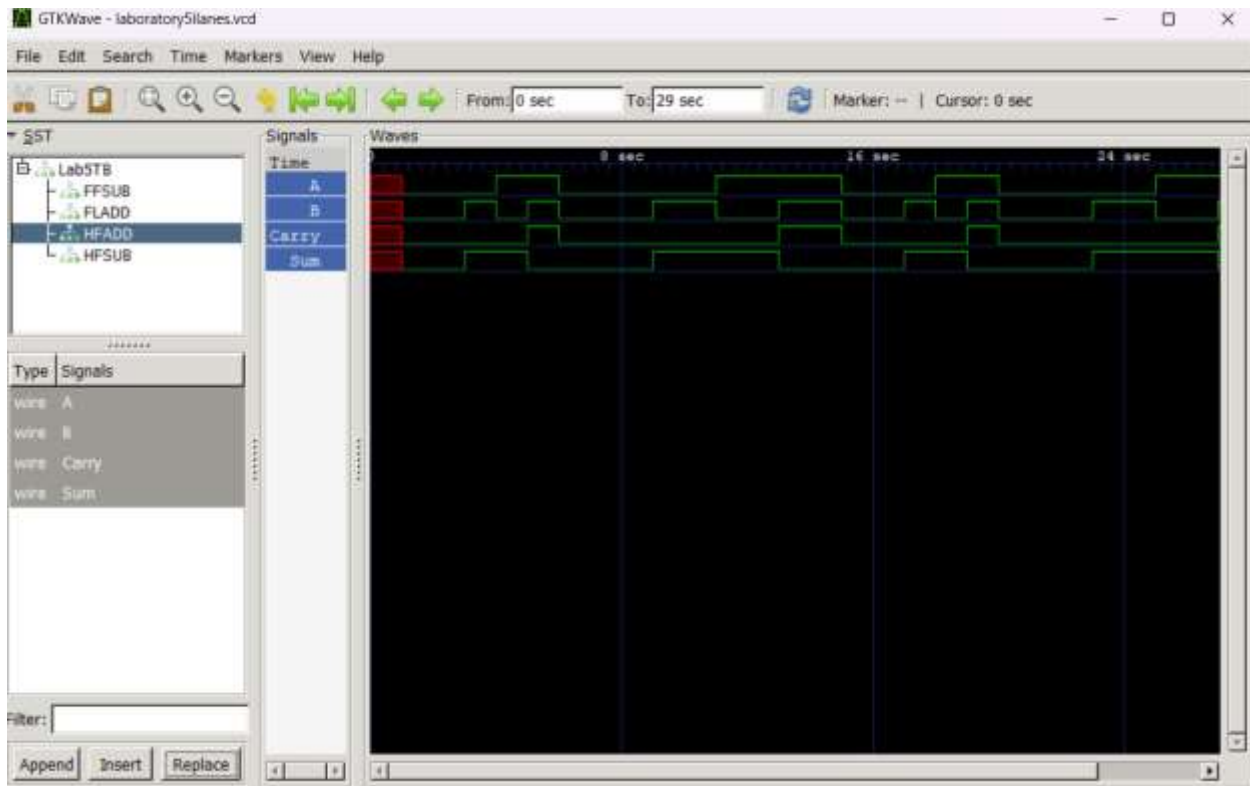 GTKWave - laboratory5ilanes.vcd
File Edit Search Time Markers View Help
From: 0 sec To: 29 sec Marker: -- | Cursor: 0 sec
SST
Lab5TB
FFSUB
FLADD
HFADD
HFSUB
Type Signals
wire A
wire B
wire Carry
wire Sum
Filter:
Append Insert Replace
Signals
Time
A
B
Carry
Sum
Waves
8 sec 16 sec 24 sec